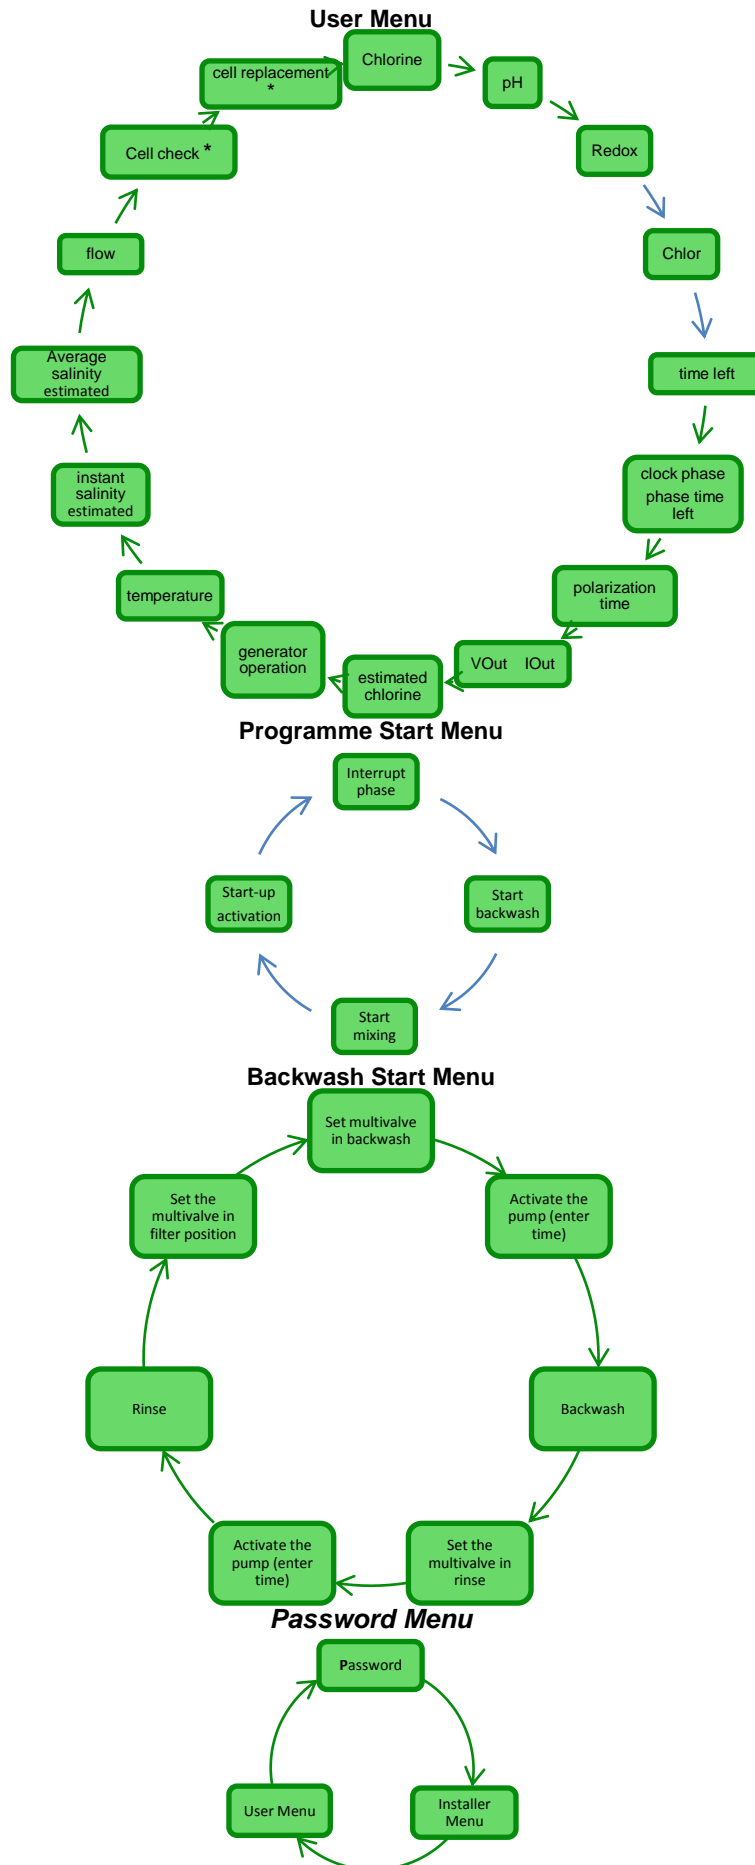 User Menu
Chlorine
pH
Redox
Chlor
time left
clock phase
phase time
left
polarization
time
VOut IOut
estimated
chlorine
generator
operation
temperature
instant
salinity
estimated
Average
salinity
estimated
flow
Cell check *
cell replacement
*
Programme Start Menu
Interrupt
phase
Start
backwash
Start
mixing
Start-up
activation
Backwash Start Menu
Set multivalve
in backwash
Activate the
pump (enter
time)
Backwash
Set the
multivalve in
rinse
Activate the
pump (enter
time)
Rinse
Set the
multivalve in
filter position
Password Menu
Password
Installer
Menu
User Menu